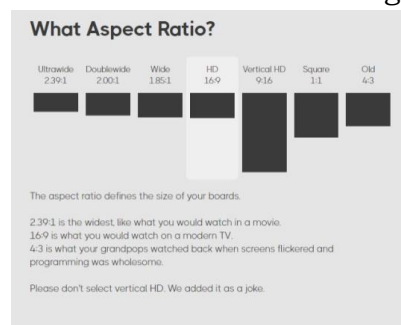 What Aspect Ratio?
Ultrawide Doublewide Wide HD Vertical HD Square Old
2.39:1 2.00:1 1.85:1 16:9 9:16 1:1 4:3
The aspect ratio defines the size of your boards.
2.39:1 is the widest, like what you would watch in a movie.
16:9 is what you would watch on a modern TV.
4:3 is what your grandpops watched back when screens flickered and
programming was wholesome.
Please don't select vertical HD. We added it as a joke.